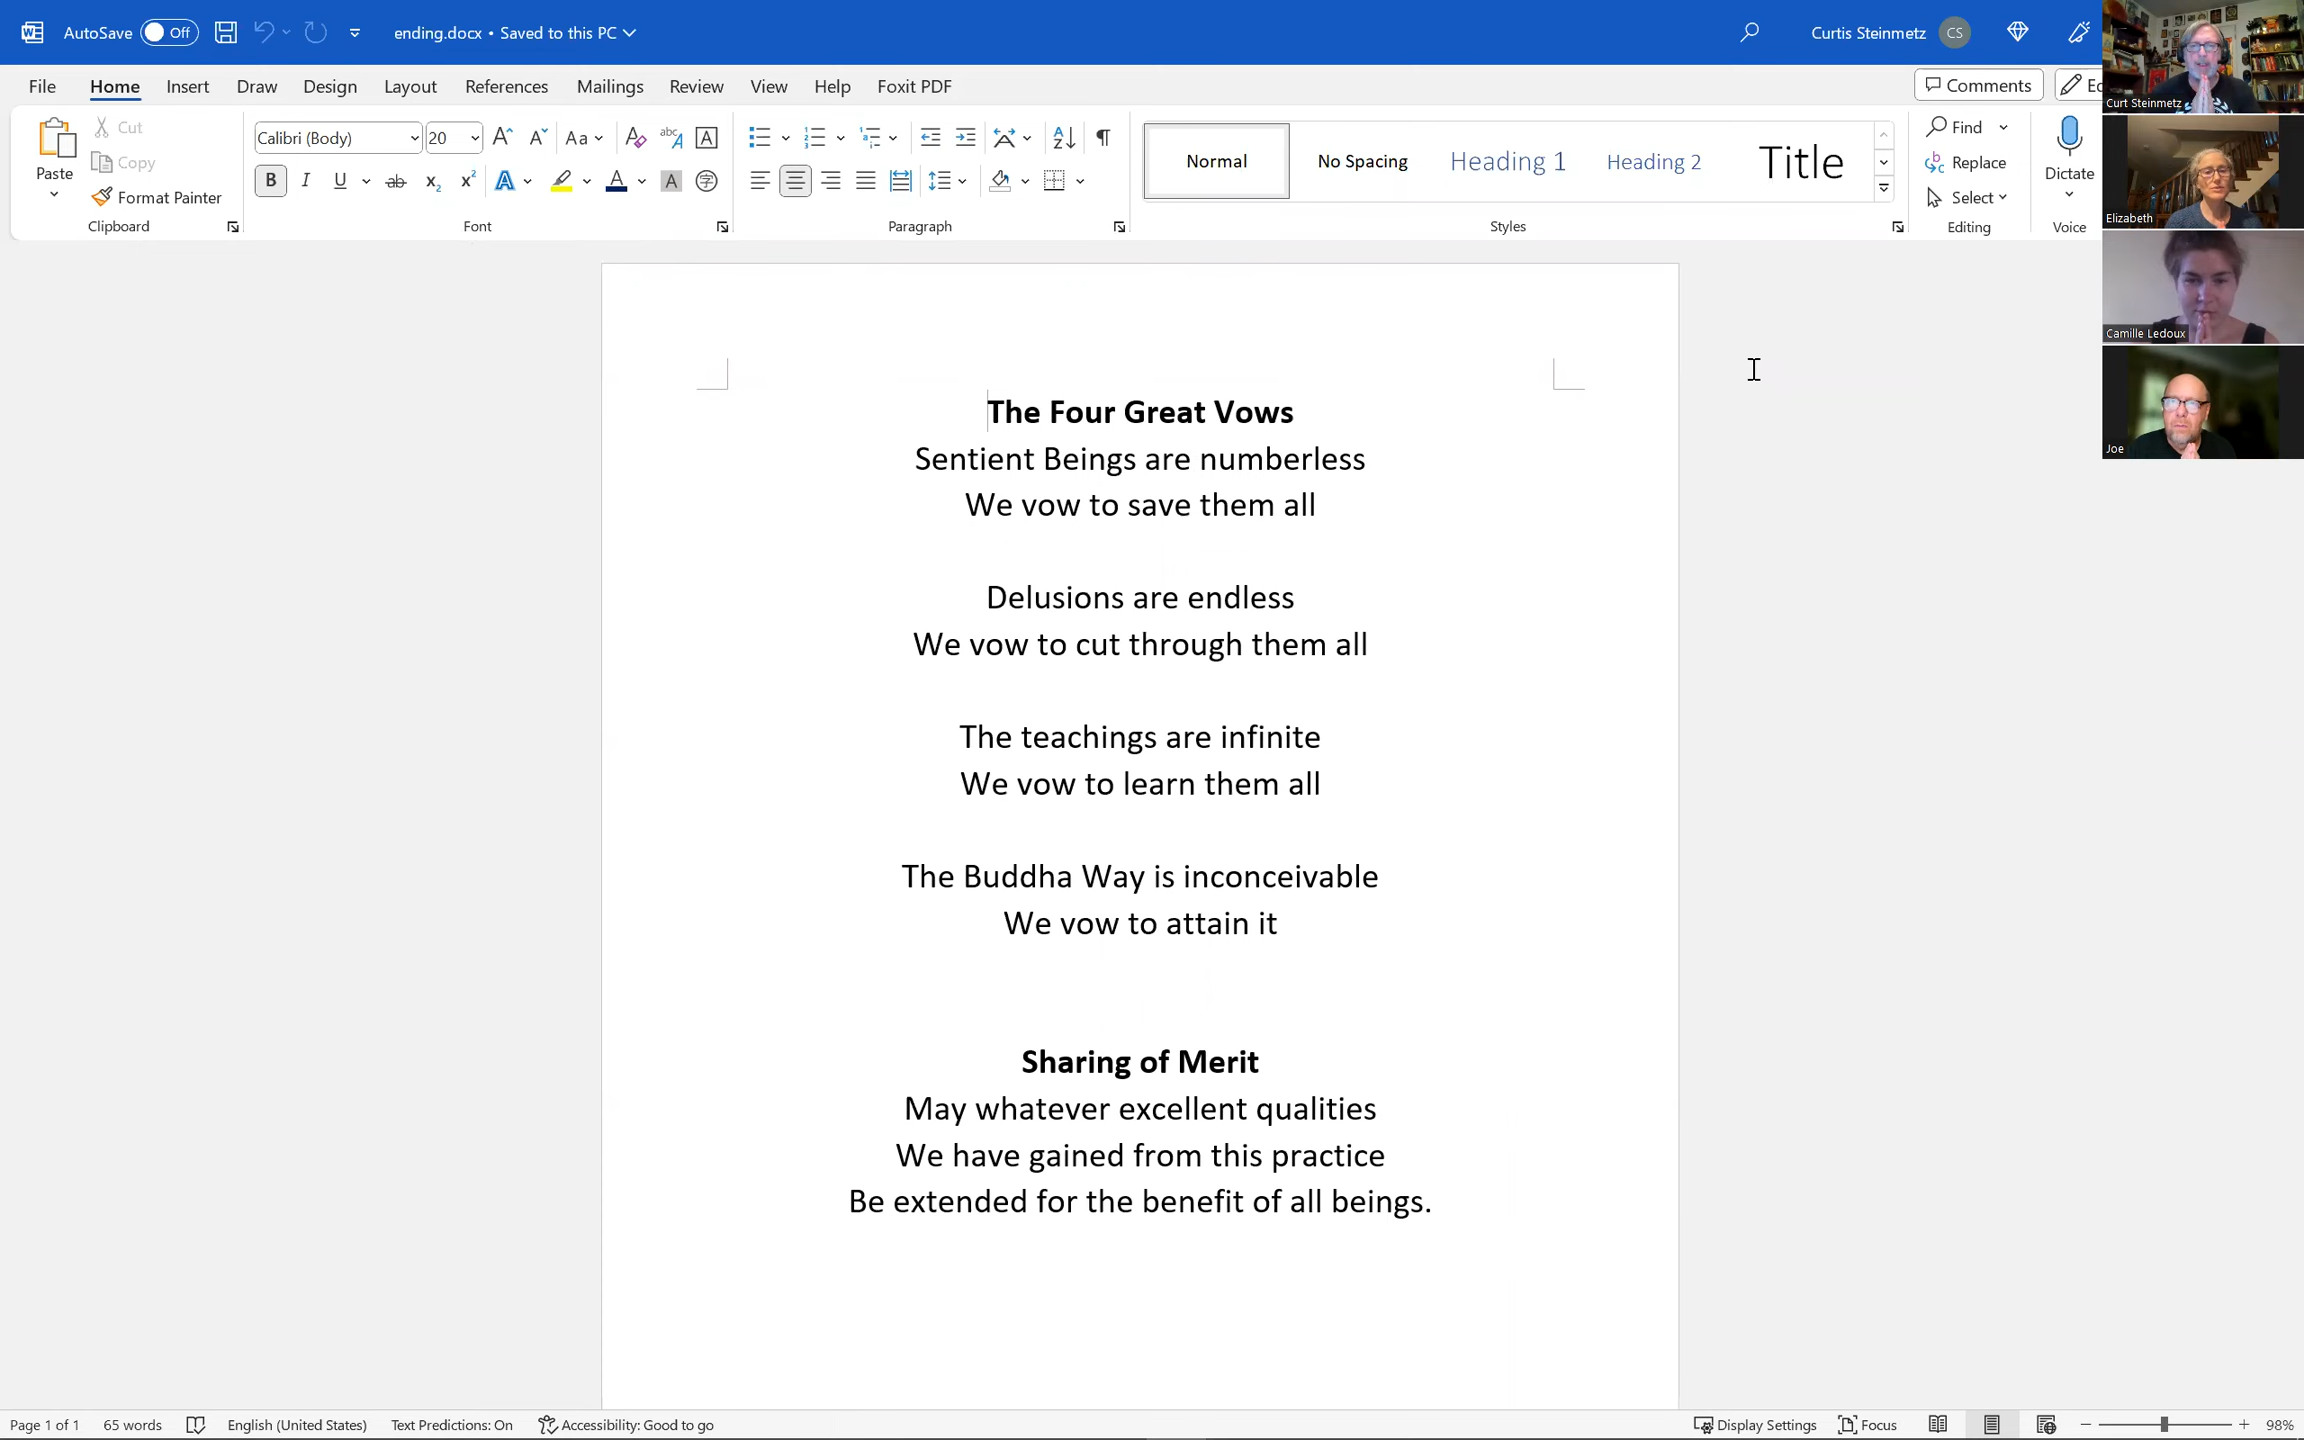 AutoSave Off ending.docx • Saved to this PC Curtis Steinmetz CS
File Home Insert Draw Design Layout References Mailings Review View Help Foxit PDF Comments
Paste
Cut
Copy
Format Painter
Clipboard
Calibri (Body) 20
Font
Paragraph
Normal No Spacing Heading 1 Heading 2 Title
Styles
Find
Replace
Select
Editing
Dictate
Voice
Curt Steinmetz
Elizabeth
Camille Ledoux
Joe
The Four Great Vows
Sentient Beings are numberless
We vow to save them all
Delusions are endless
We vow to cut through them all
The teachings are infinite
We vow to learn them all
The Buddha Way is inconceivable
We vow to attain it
Sharing of Merit
May whatever excellent qualities
We have gained from this practice
Be extended for the benefit of all beings.
Page 1 of 1 65 words English (United States) Text Predictions: On Accessibility: Good to go Display Settings Focus 98%